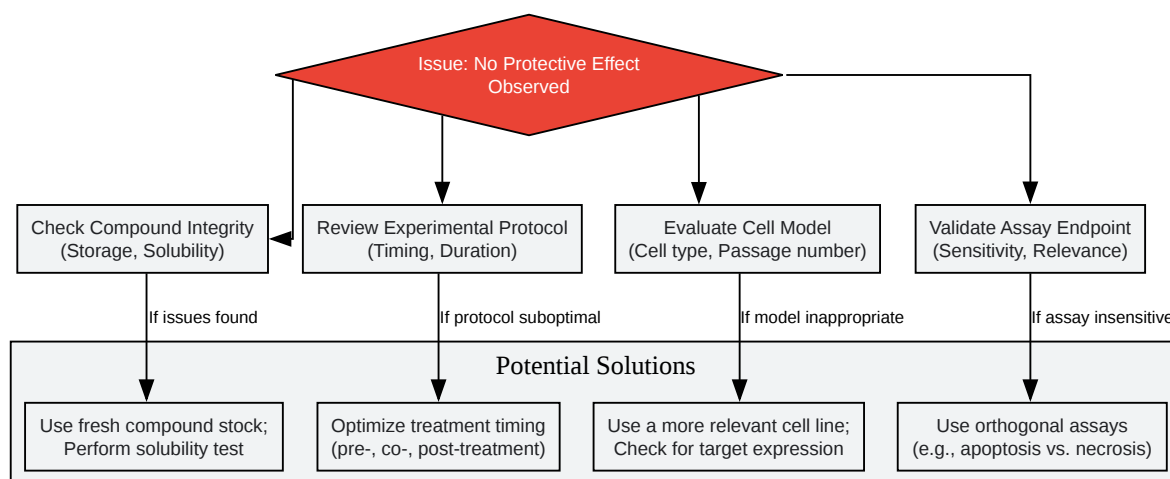 Issue: No Protective Effect
Observed
Check Compound Integrity
(Storage, Solubility)
Review Experimental Protocol
(Timing, Duration)
Evaluate Cell Model
(Cell type, Passage number)
Validate Assay Endpoint
(Sensitivity, Relevance)
If issues found
If protocol suboptimal
If model inappropriate
If assay insensitive
Potential Solutions
Use fresh compound stock;
Perform solubility test
Optimize treatment timing
(pre-, co-, post-treatment)
Use a more relevant cell line;
Check for target expression
Use orthogonal assays
(e.g., apoptosis vs. necrosis)